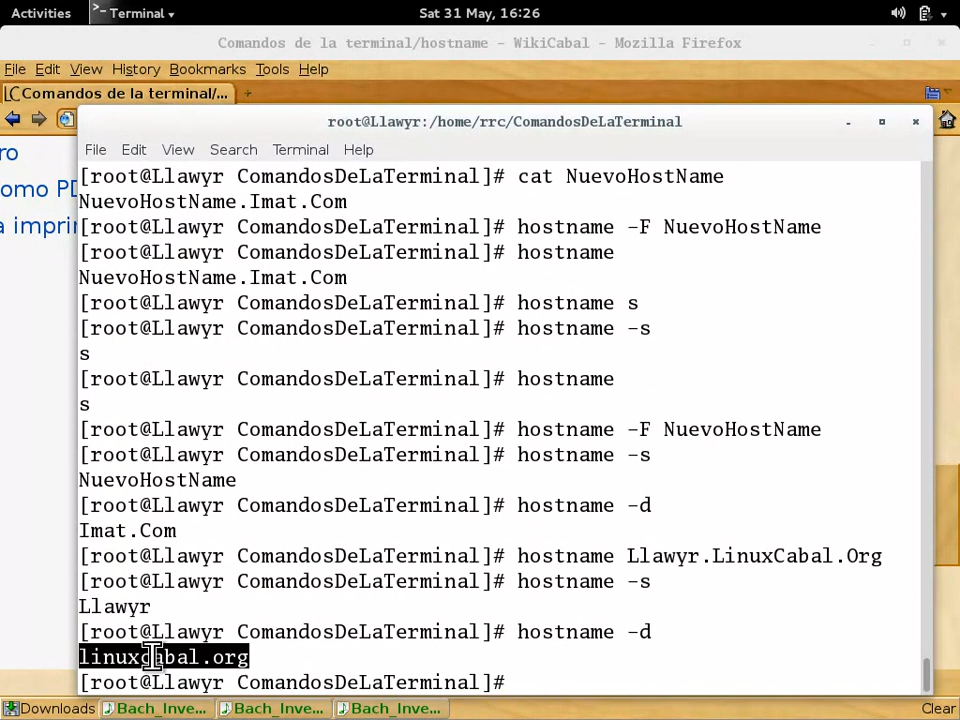 Activities Terminal Sat 31 May, 16:26
Comandos de la terminal/hostname - WikiCabal - Mozilla Firefox
File Edit View History Bookmarks Tools Help
Comandos de la terminal/...
root@Llawyr:/home/rrc/ComandosDeLaTerminal
File Edit View Search Terminal Help
ro
omo PD
a imprir
[root@Llawyr ComandosDeLaTerminal]# cat NuevoHostName
NuevoHostName.Imat.Com
[root@Llawyr ComandosDeLaTerminal]# hostname -F NuevoHostName
[root@Llawyr ComandosDeLaTerminal]# hostname
NuevoHostName.Imat.Com
[root@Llawyr ComandosDeLaTerminal]# hostname s
[root@Llawyr ComandosDeLaTerminal]# hostname -s
s
[root@Llawyr ComandosDeLaTerminal]# hostname
s
[root@Llawyr ComandosDeLaTerminal]# hostname -F NuevoHostName
[root@Llawyr ComandosDeLaTerminal]# hostname -s
NuevoHostName
[root@Llawyr ComandosDeLaTerminal]# hostname -d
Imat.Com
[root@Llawyr ComandosDeLaTerminal]# hostname Llawyr.LinuxCabal.Org
[root@Llawyr ComandosDeLaTerminal]# hostname -s
Llawyr
[root@Llawyr ComandosDeLaTerminal]# hostname -d
linuxcabal.org
[root@Llawyr ComandosDeLaTerminal]#
Downloads Bach_Inve... Bach_Inve... Bach_Inve... Clear